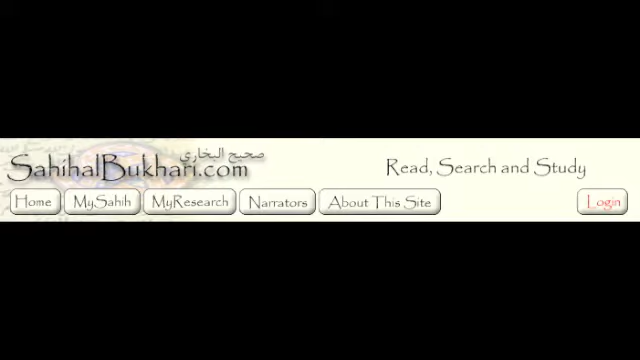 صحيح البخاري
SahihalBukhari.com
Read, Search and Study
Home MySahih MyResearch Narrators About This Site Login